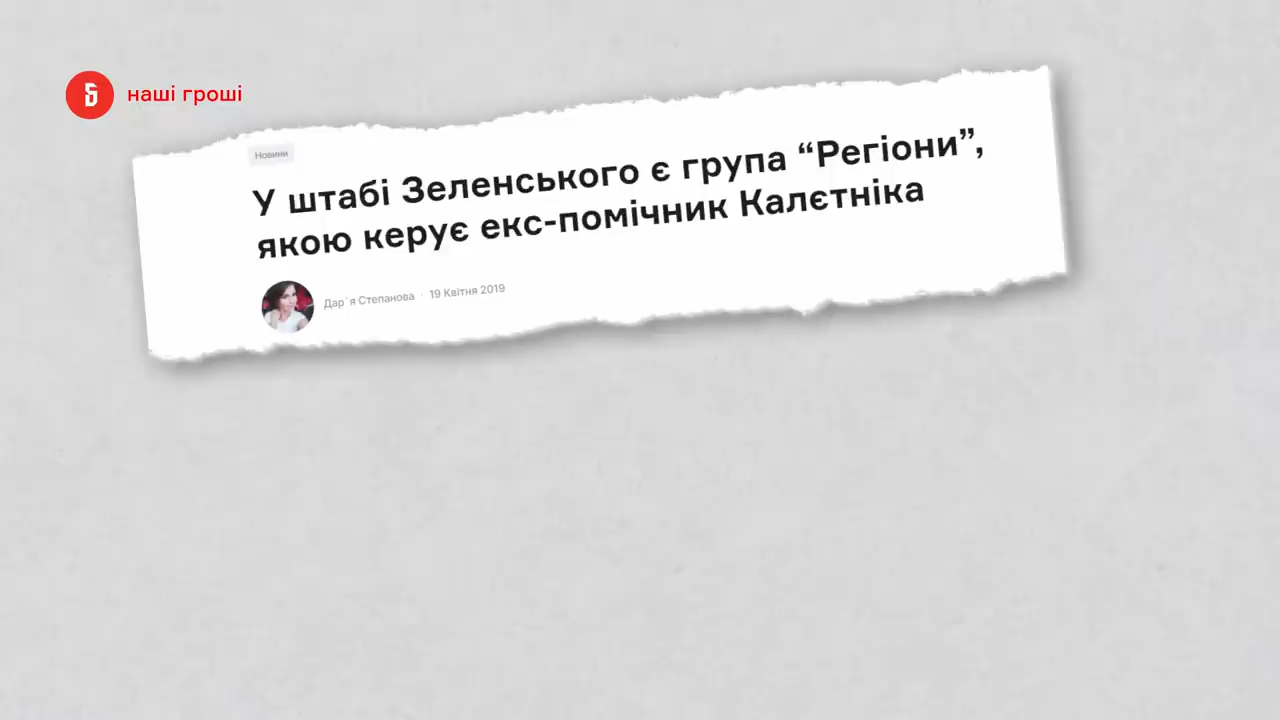 Б наші гроші
Новини
У штабі Зеленського є група “Регіони”,
якою керує екс-помічник Калєтніка
Дар`я Степанова · 19 Квітня 2019